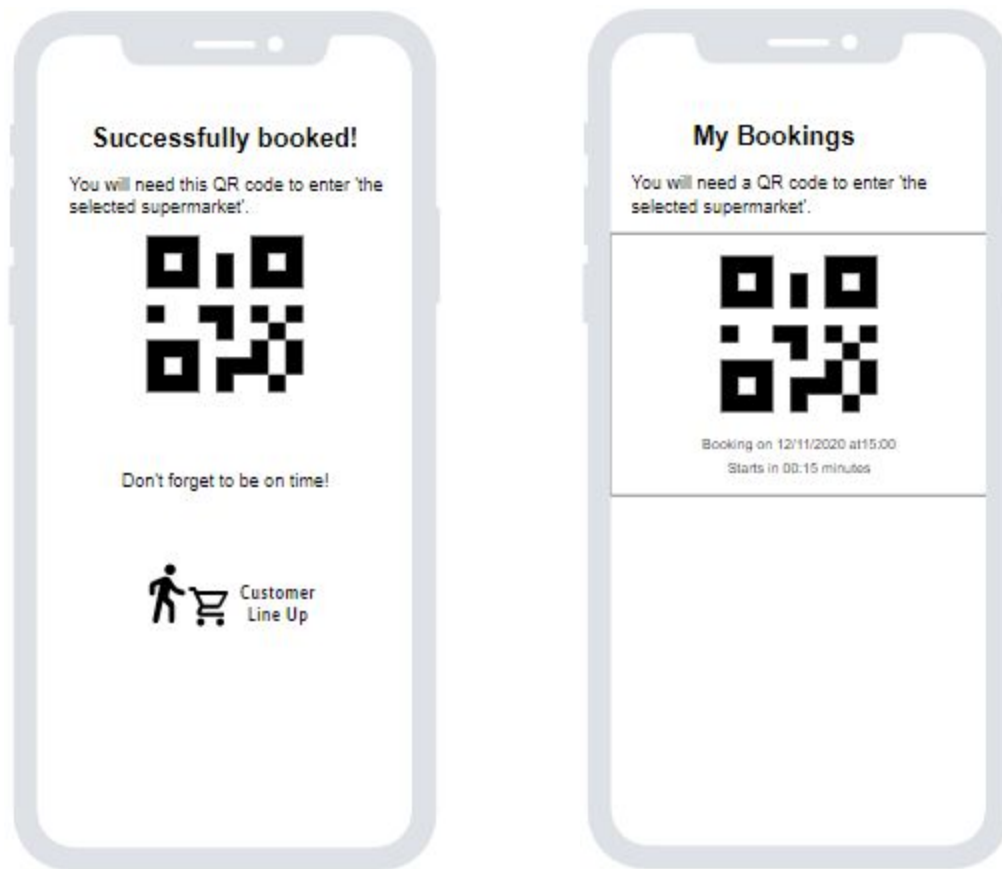 Successfully booked!
You will need this QR code to enter 'the
selected supermarket'.
Don't forget to be on time!
Customer
Line Up
My Bookings
You will need a QR code to enter 'the
selected supermarket'.
Booking on 12/11/2020 at15:00
Starts in 00:15 minutes